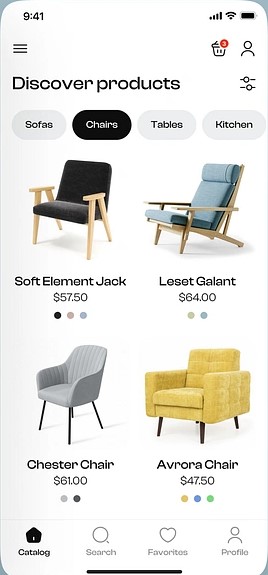 9:41
3
Discover products
Sofas Chairs Tables Kitchen
Soft Element Jack Leset Galant
$57.50 $64.00
Chester Chair Avrora Chair
$61.00 $47.50
Catalog Search Favorites Profile